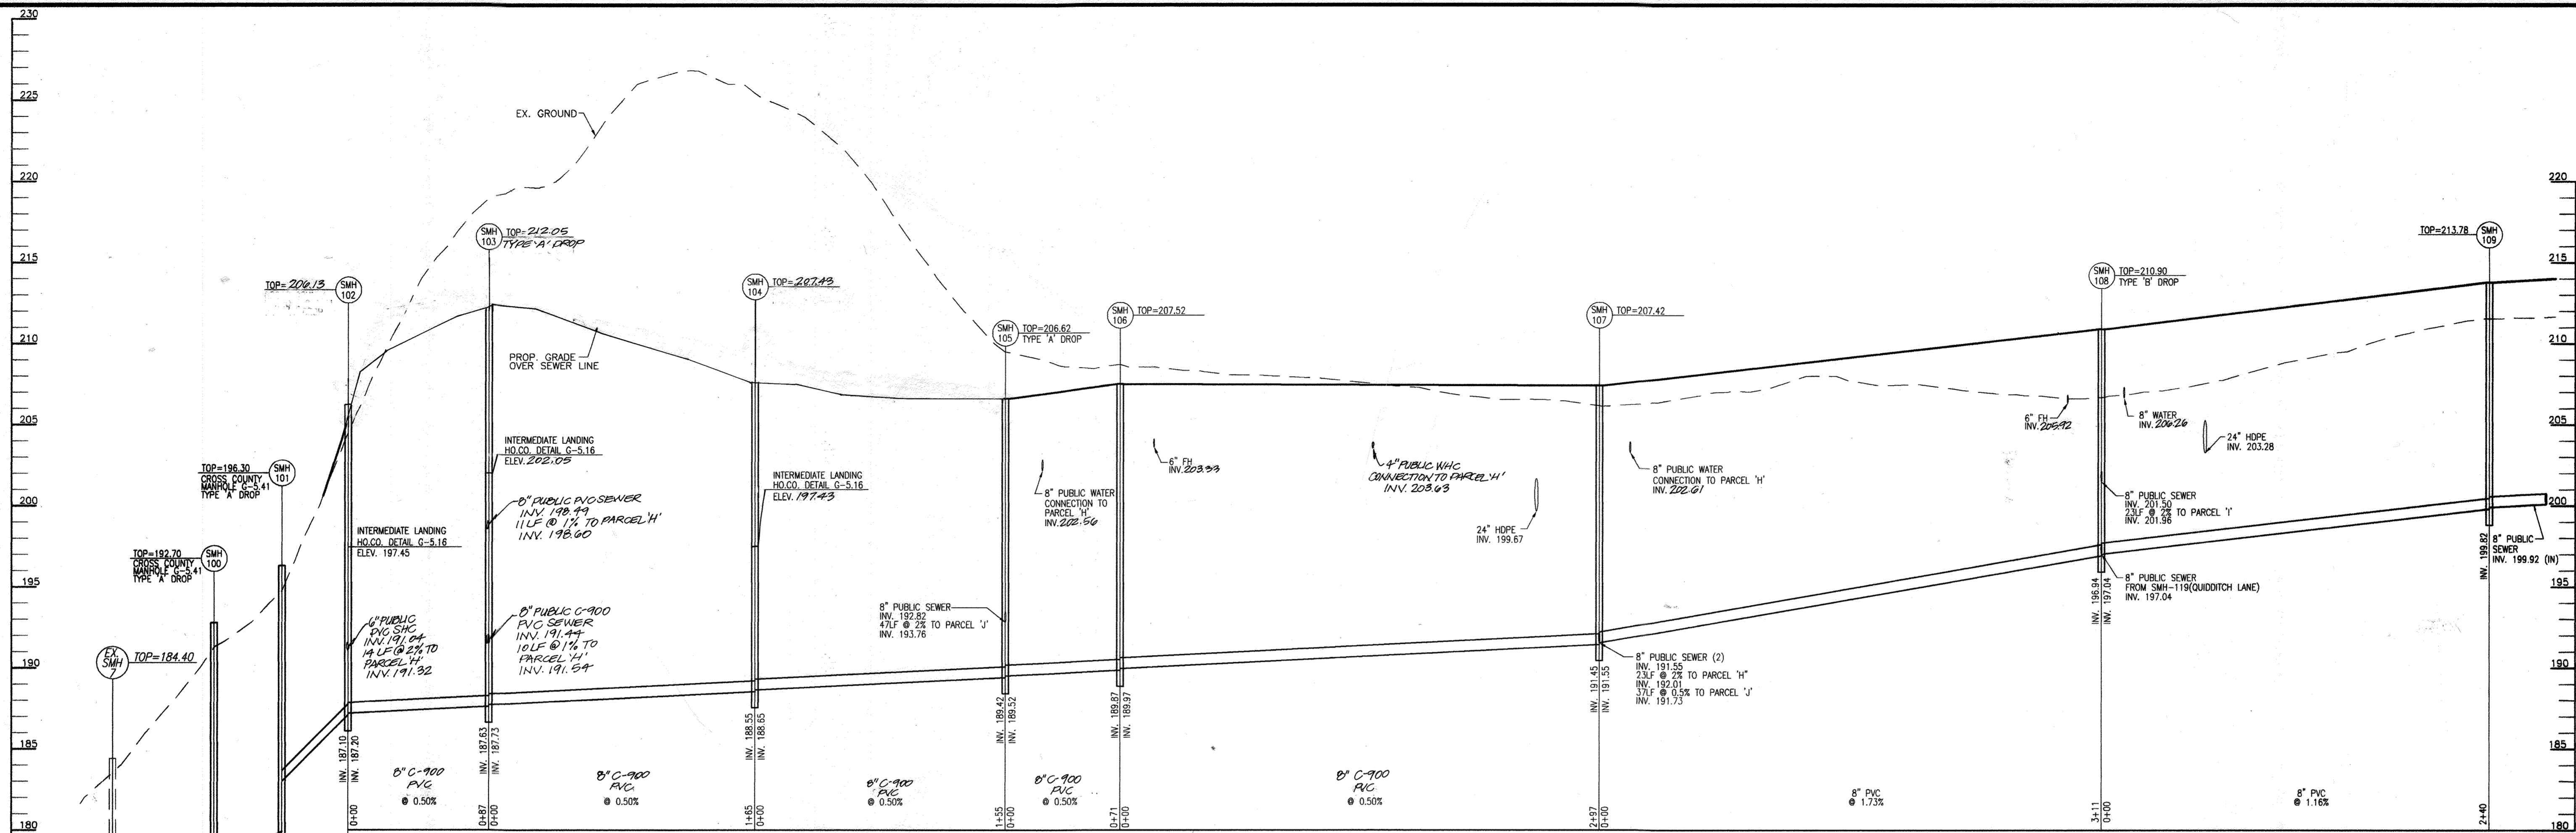 230
225
220
215
210
205
200
195
190
185
180
EX. GROUND
PROP. GRADE
OVER SEWER LINE
EX.
SMH
7
TOP=184.40
TOP=192.70
CROSS COUNTY
MANHOLE G-5.41
TYPE 'A' DROP
SMH
100
TOP=196.30
CROSS COUNTY
MANHOLE G-5.41
TYPE 'A' DROP
SMH
101
TOP=206.13
SMH
102
INTERMEDIATE LANDING
HO.CO. DETAIL G-5.16
ELEV. 197.45
6" PUBLIC
PVC SHC
INV. 191.04
14 LF @ 2% TO
PARCEL 'H'
INV. 191.32
INV. 187.10
INV. 187.20
0+00
8" C-900
PVC
@ 0.50%
SMH
103
TOP=212.05
TYPE 'A' DROP
INTERMEDIATE LANDING
HO.CO. DETAIL G-5.16
ELEV. 202.05
8" PUBLIC PVC SEWER
INV. 198.49
11 LF @ 1% TO PARCEL 'H'
INV. 198.60
8" PUBLIC C-900
PVC SEWER
INV. 191.44
10 LF @ 1% TO
PARCEL 'H'
INV. 191.54
INV. 187.63
INV. 187.73
0+87
0+00
8" C-900
PVC
@ 0.50%
SMH
104
TOP=207.43
INTERMEDIATE LANDING
HO.CO. DETAIL G-5.16
ELEV. 197.43
INV. 188.55
INV. 188.65
1+65
0+00
8" C-900
PVC
@ 0.50%
SMH
105
TOP=206.62
TYPE 'A' DROP
8" PUBLIC SEWER
INV. 192.82
47LF @ 2% TO PARCEL 'J'
INV. 193.76
8" PUBLIC WATER
CONNECTION TO
PARCEL 'H'
INV. 202.56
INV. 189.42
INV. 189.52
1+55
0+00
8" C-900
PVC
@ 0.50%
SMH
106
TOP=207.52
6" FH
INV. 203.33
INV. 189.87
INV. 189.97
0+71
0+00
4" PUBLIC WHC
CONNECTION TO PARCEL 'H'
INV. 203.63
24" HDPE
INV. 199.67
8" C-900
PVC
@ 0.50%
SMH
107
TOP=207.42
8" PUBLIC WATER
CONNECTION TO PARCEL 'H'
INV. 202.61
8" PUBLIC SEWER (2)
INV. 191.55
23LF @ 2% TO PARCEL 'H"
INV. 192.01
37LF @ 0.5% TO PARCEL 'J'
INV. 191.73
INV. 191.45
INV. 191.55
2+97
0+00
8" PVC
@ 1.73%
SMH
108
TOP=210.90
TYPE 'B' DROP
6" FH
INV. 205.92
8" WATER
INV. 206.26
24" HDPE
INV. 203.28
8" PUBLIC SEWER
INV. 201.50
23LF @ 2% TO PARCEL 'I'
INV. 201.96
8" PUBLIC SEWER
FROM SMH-119(QUIDDITCH LANE)
INV. 197.04
INV. 196.94
INV. 197.04
3+11
0+00
8" PVC
@ 1.16%
TOP=213.78
SMH
109
INV. 199.82
8" PUBLIC
SEWER
INV. 199.92 (IN)
2+40
220
215
210
205
200
195
190
185
180